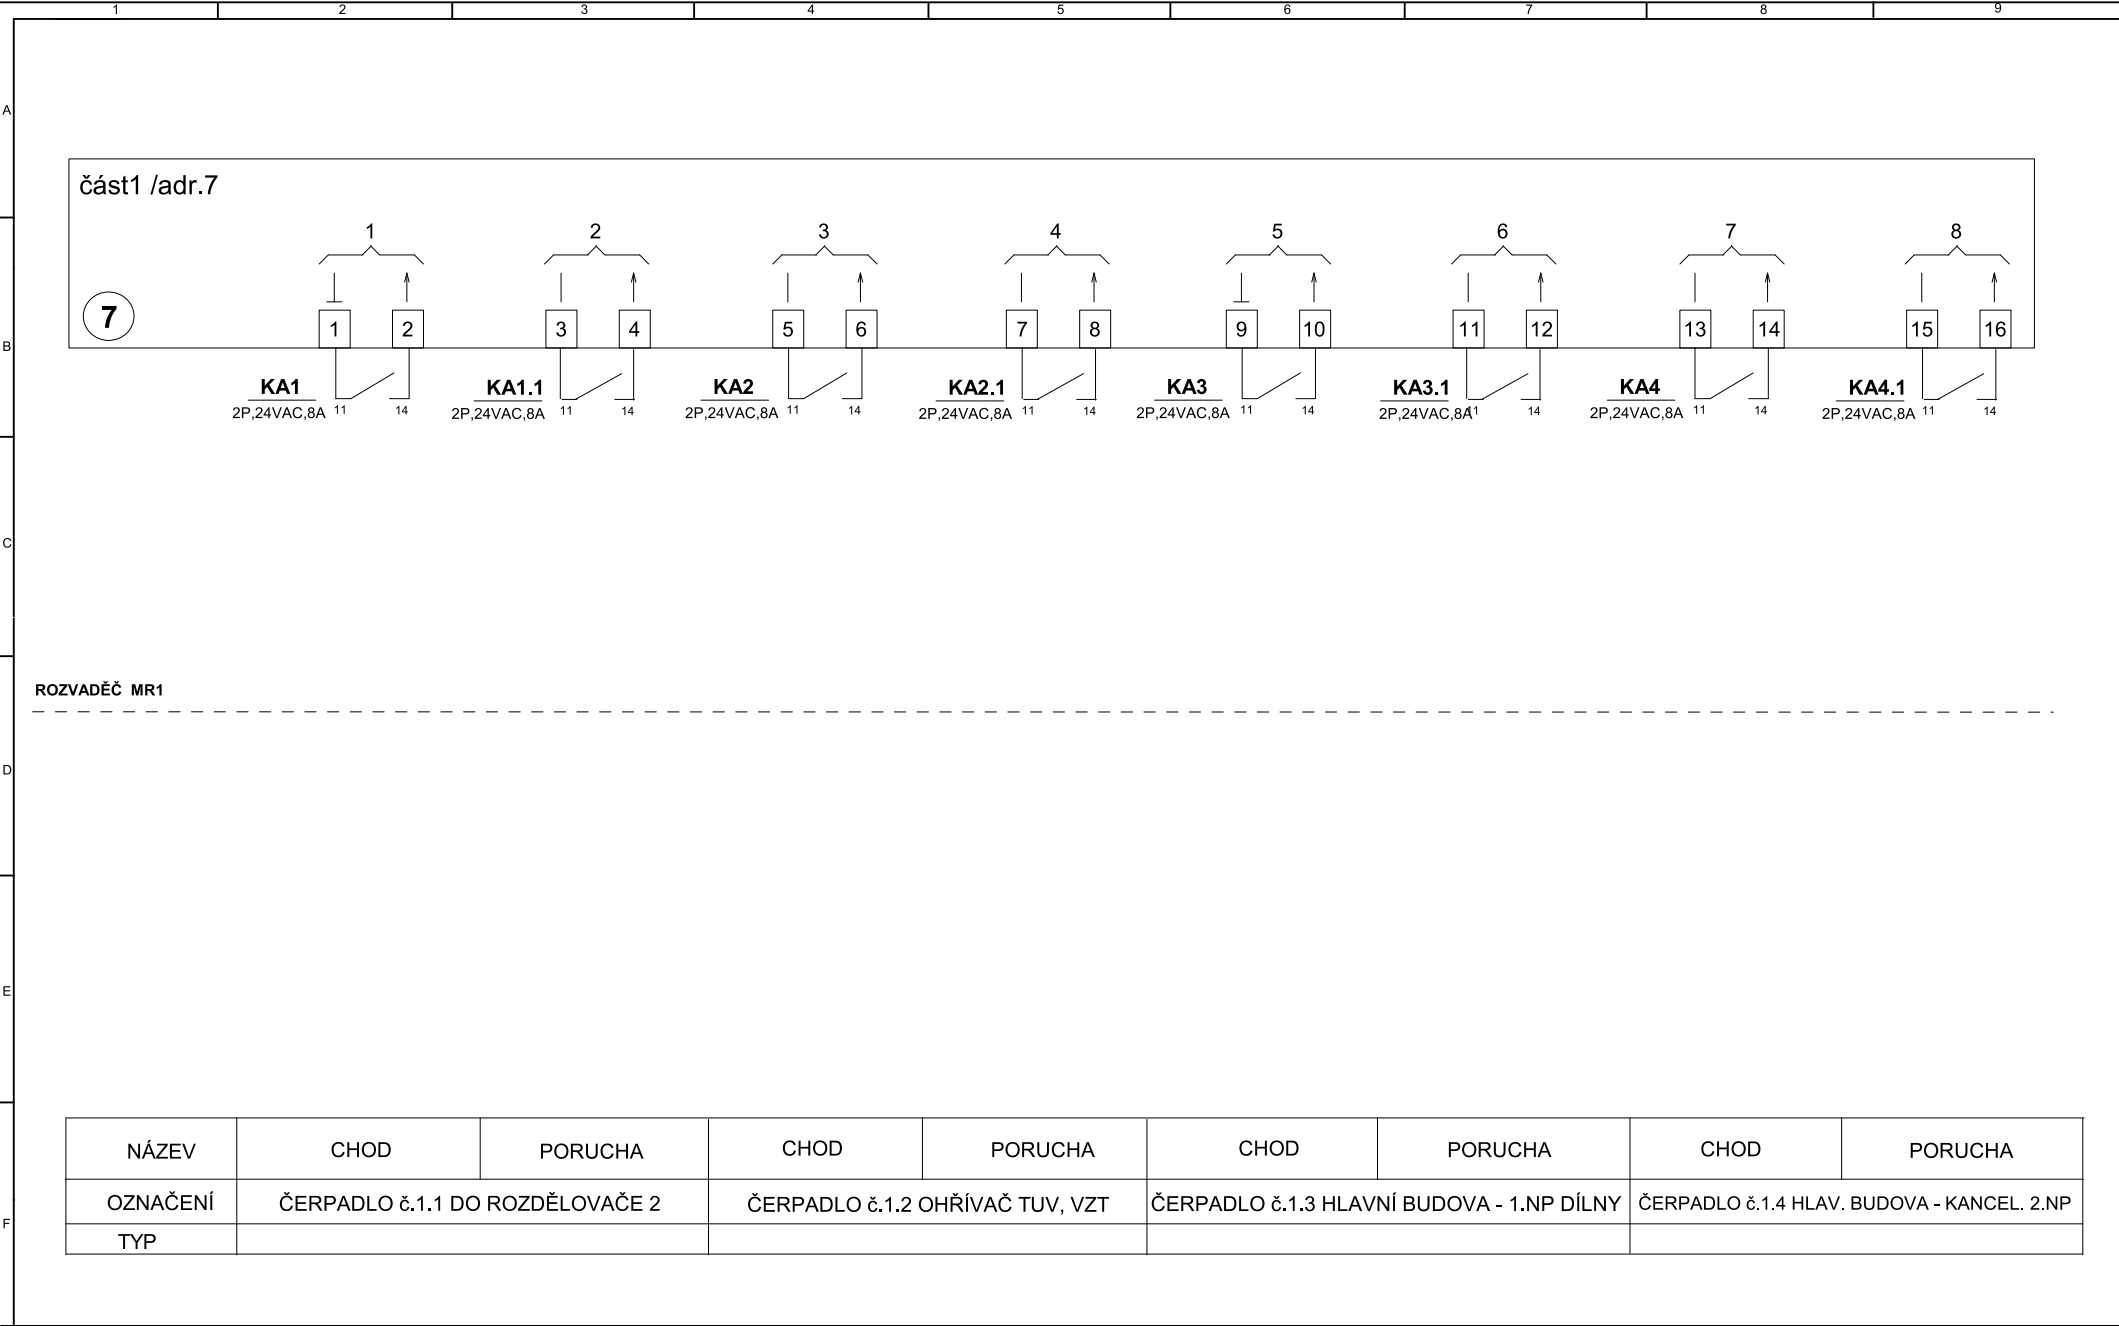 1 2 3 4 5 6 7 8 9
A
část1 /adr.7
1 2 3 4 5 6 7 8
7
1 2 3 4 5 6 7 8 9 10 11 12 13 14 15 16
B
KA1 KA1.1 KA2 KA2.1 KA3 KA3.1 KA4 KA4.1
2P,24VAC,8A 11 14 2P,24VAC,8A 11 14 2P,24VAC,8A 11 14 2P,24VAC,8A 11 14 2P,24VAC,8A 11 14 2P,24VAC,8A 11 14 2P,24VAC,8A 11 14 2P,24VAC,8A 11 14
C
ROZVADĚČ MR1
D
E
NÁZEV CHOD PORUCHA CHOD PORUCHA CHOD PORUCHA CHOD PORUCHA
OZNAČENÍ ČERPADLO č.1.1 DO ROZDĚLOVAČE 2 ČERPADLO č.1.2 OHŘÍVAČ TUV, VZT ČERPADLO č.1.3 HLAVNÍ BUDOVA - 1.NP DÍLNY ČERPADLO č.1.4 HLAV. BUDOVA - KANCEL. 2.NP
F
TYP